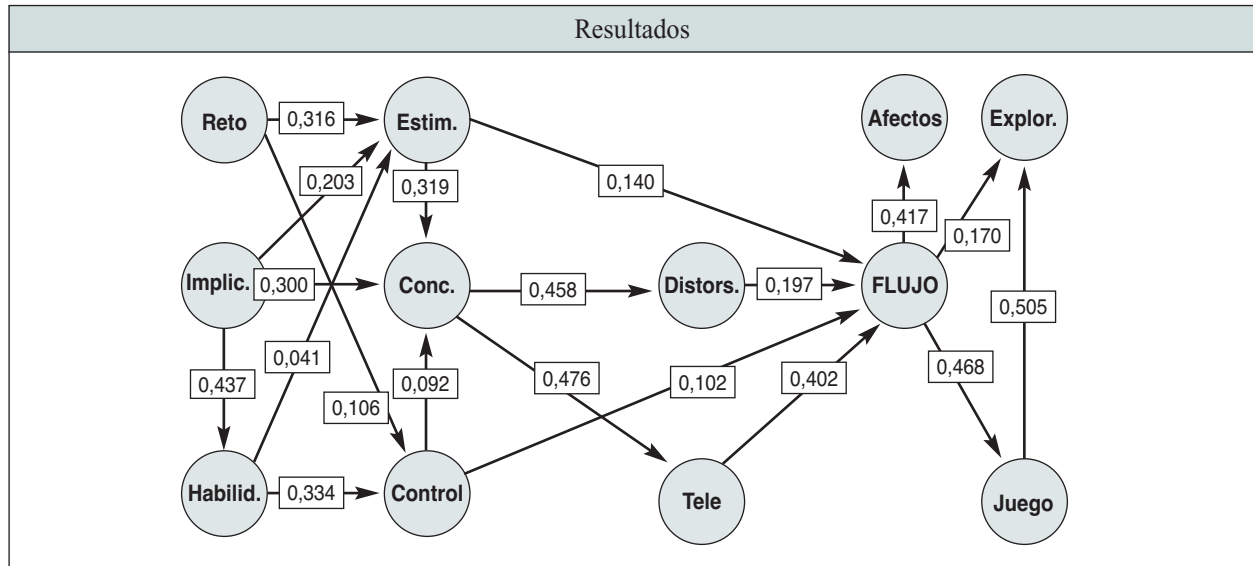 Resultados
Reto
0,316
Estim.
Afectos
Explor.
0,203
0,319
0,140
0,417
0,170
Implic.
0,300
Conc.
0,458
Distors.
0,197
FLUJO
0,505
0,437
0,041
0,106
0,092
0,476
0,102
0,402
0,468
Habilid.
0,334
Control
Tele
Juego